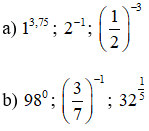 a) 1^{3,75} ; 2^{-1} ; (1/2)^{-3}
b) 98^0 ; (3/7)^{-1} ; 32^{1/5}